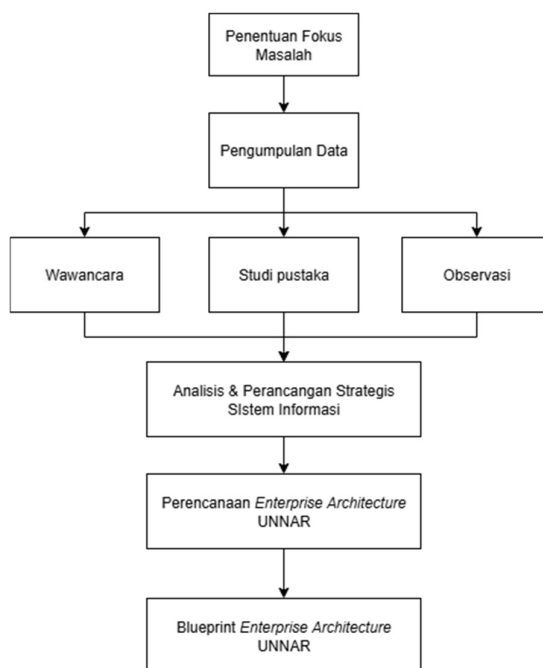 Penentuan Fokus
Masalah
Pengumpulan Data
Wawancara
Studi pustaka
Observasi
Analisis & Perancangan Strategis
SIstem Informasi
Perencanaan Enterprise Architecture
UNNAR
Blueprint Enterprise Architecture
UNNAR